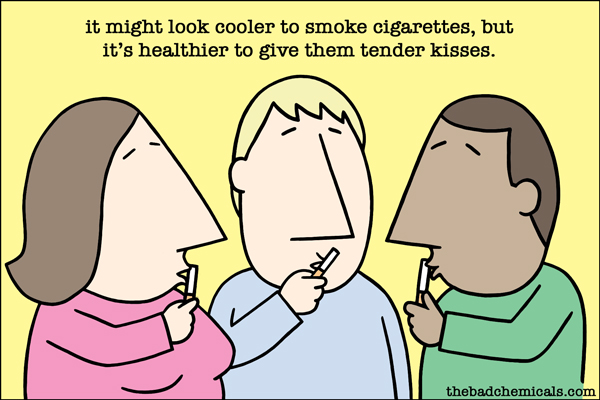 it might look cooler to smoke cigarettes, but
it's healthier to give them tender kisses.
thebadchemicals.com